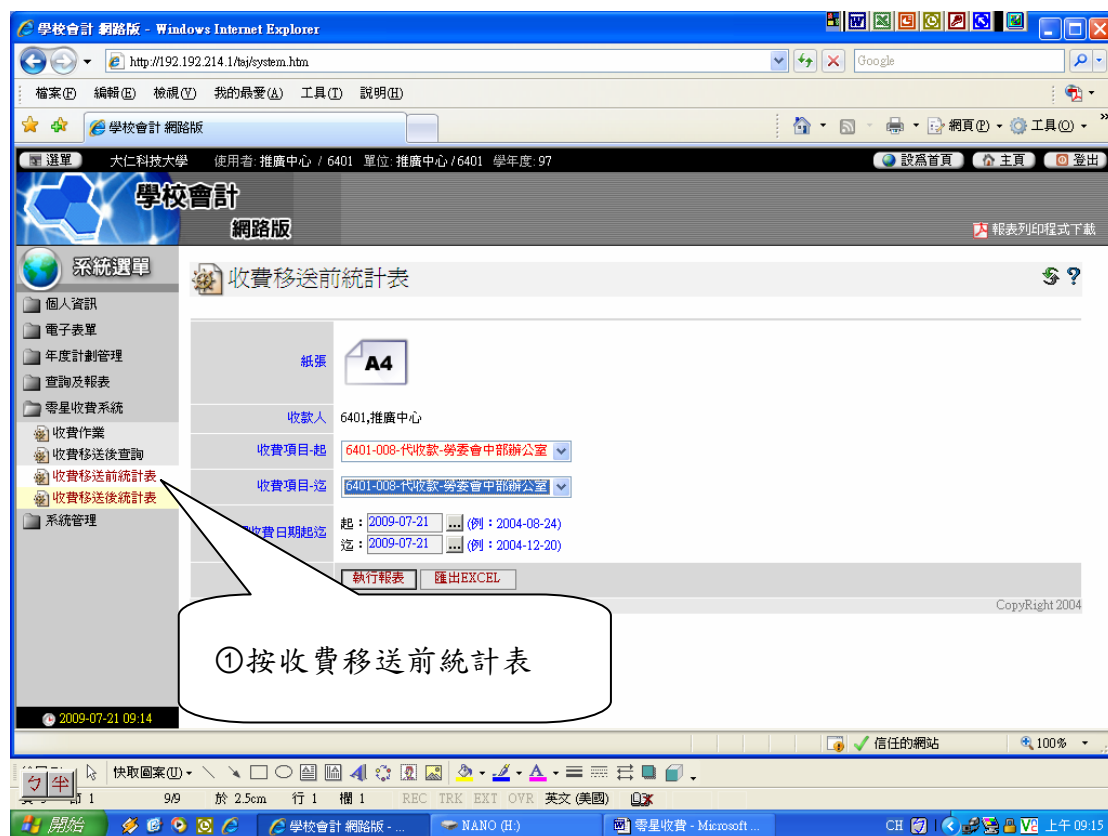 學校會計 網路版 - Windows Internet Explorer
http://192.192.214.1/taj/system.htm
Google
檔案(F) 編輯(E) 檢視(V) 我的最愛(A) 工具(T) 說明(H)
學校會計 網路版
網頁(P) 工具(O) »
選單 大仁科技大學 使用者: 推廣中心 / 6401 單位: 推廣中心 / 6401 學年度: 97 設為首頁 主頁 登出
學校會計
網路版
報表列印程式下載
系統選單
收費移送前統計表
個人資訊
電子表單
年度計劃管理
查詢及報表
零星收費系統
收費作業
收費移送後查詢
收費移送前統計表
收費移送後統計表
系統管理
紙張 A4
收款人 6401,推廣中心
收費項目-起 6401-008-代收款-勞委會中部辦公室
收費項目-迄 6401-008-代收款-勞委會中部辦公室
收費日期起迄 起：2009-07-21 ... (例：2004-08-24)
迄：2009-07-21 ... (例：2004-12-20)
執行報表 匯出EXCEL
CopyRight 2004
①按收費移送前統計表
2009-07-21 09:14
信任的網站 100%
快取圖案(U)
ㄅ 半
1 9/9 於 2.5cm 行 1 欄 1 REC TRK EXT OVR 英文 (美國)
開始 學校會計 網路版 - ... NANO (H:) 零星收費 - Microsoft ... CH 上午 09:15